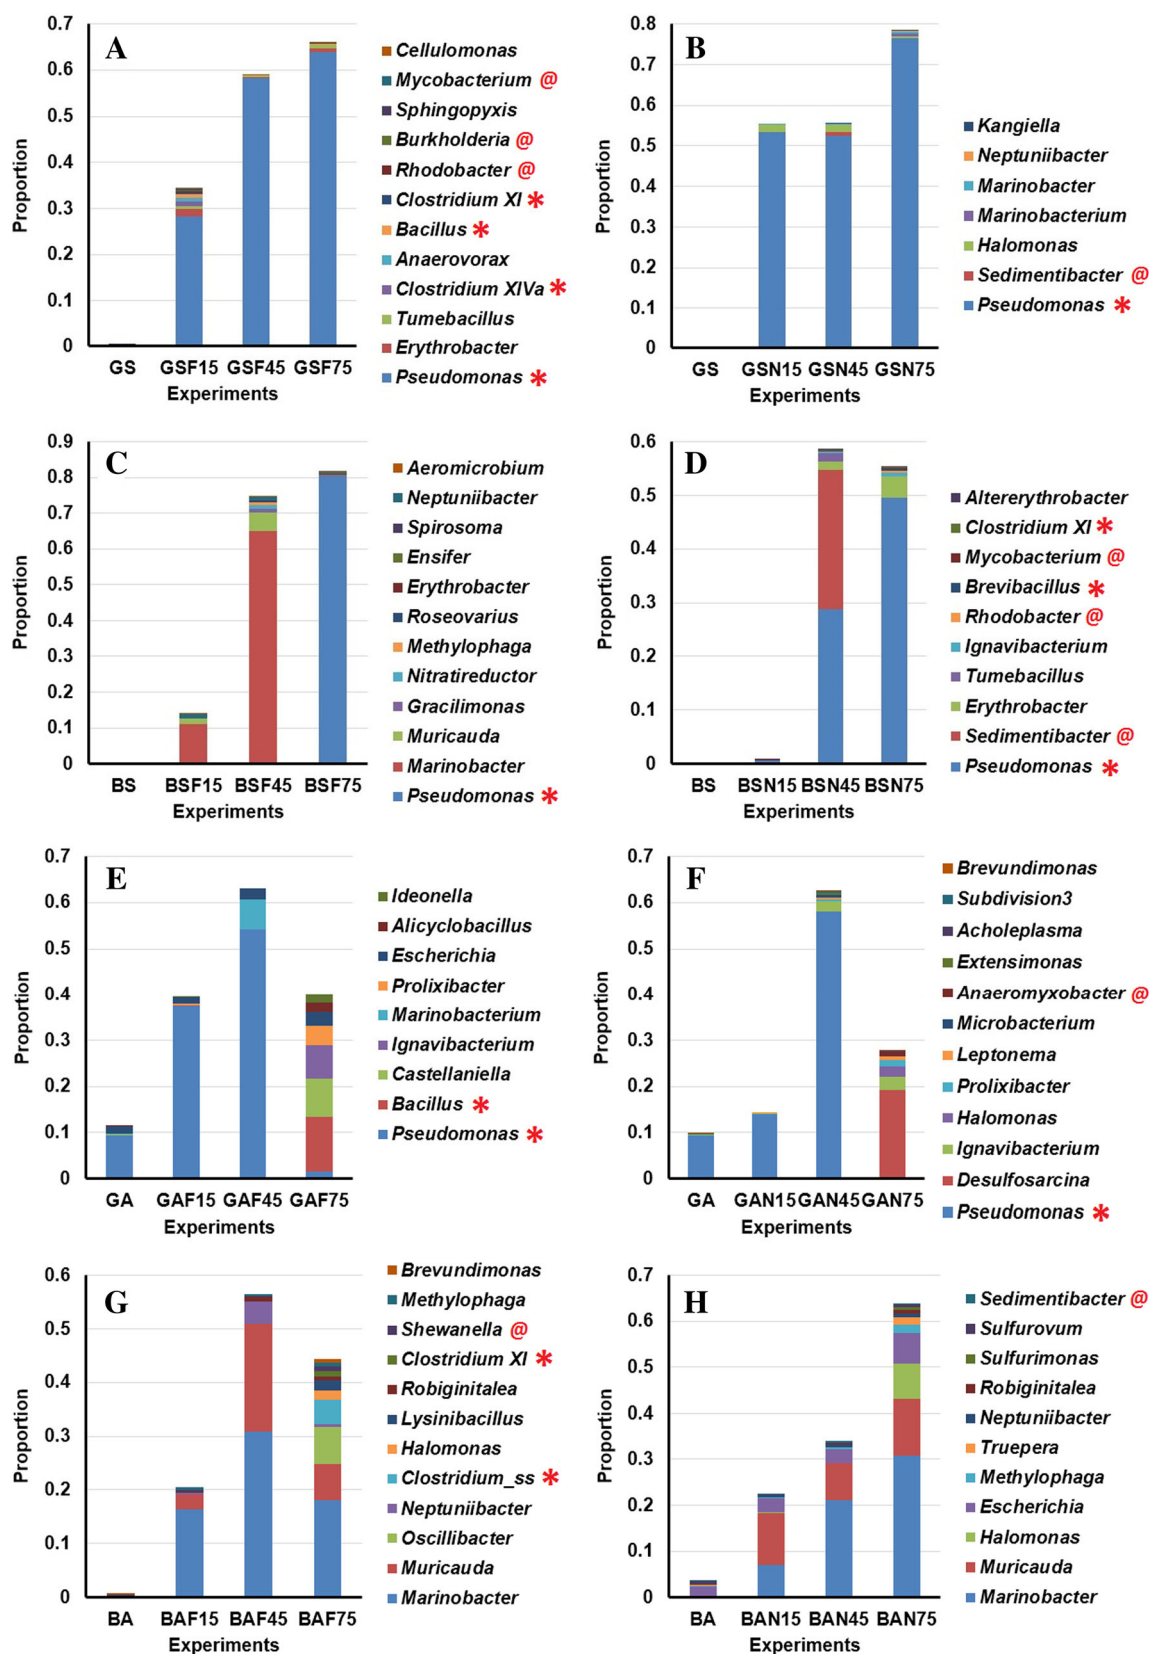 A
Proportion
0.7
0.6
0.5
0.4
0.3
0.2
0.1
0
GS GSF15 GSF45 GSF75
Experiments
Cellulomonas
Mycobacterium @
Sphingopyxis
Burkholderia @
Rhodobacter @
Clostridium XI *
Bacillus *
Anaerovorax
Clostridium XIVa *
Tumebacillus
Erythrobacter
Pseudomonas *
B
Proportion
0.8
0.7
0.6
0.5
0.4
0.3
0.2
0.1
0
GS GSN15 GSN45 GSN75
Experiments
Kangiella
Neptuniibacter
Marinobacter
Marinobacterium
Halomonas
Sedimentibacter @
Pseudomonas *
C
Proportion
0.9
0.8
0.7
0.6
0.5
0.4
0.3
0.2
0.1
0
BS BSF15 BSF45 BSF75
Experiments
Aeromicrobium
Neptuniibacter
Spirosoma
Ensifer
Erythrobacter
Roseovarius
Methylophaga
Nitratireductor
Gracilimonas
Muricauda
Marinobacter
Pseudomonas *
D
Proportion
0.6
0.5
0.4
0.3
0.2
0.1
0
BS BSN15 BSN45 BSN75
Experiments
Altererythrobacter
Clostridium XI *
Mycobacterium @
Brevibacillus *
Rhodobacter @
Ignavibacterium
Tumebacillus
Erythrobacter
Sedimentibacter @
Pseudomonas *
E
Proportion
0.7
0.6
0.5
0.4
0.3
0.2
0.1
0
GA GAF15 GAF45 GAF75
Experiments
Ideonella
Alicyclobacillus
Escherichia
Prolixibacter
Marinobacterium
Ignavibacterium
Castellaniella
Bacillus *
Pseudomonas *
F
Proportion
0.7
0.6
0.5
0.4
0.3
0.2
0.1
0
GA GAN15 GAN45 GAN75
Experiments
Brevundimonas
Subdivision3
Acholeplasma
Extensimonas
Anaeromyxobacter @
Microbacterium
Leptonema
Prolixibacter
Halomonas
Ignavibacterium
Desulfosarcina
Pseudomonas *
G
Proportion
0.6
0.5
0.4
0.3
0.2
0.1
0
BA BAF15 BAF45 BAF75
Experiments
Brevundimonas
Methylophaga
Shewanella @
Clostridium XI *
Robiginitalea
Lysinibacillus
Halomonas
Clostridium_ss *
Neptuniibacter
Oscillibacter
Muricauda
Marinobacter
H
Proportion
0.7
0.6
0.5
0.4
0.3
0.2
0.1
0
BA BAN15 BAN45 BAN75
Experiments
Sedimentibacter @
Sulfurovum
Sulfurimonas
Robiginitalea
Neptuniibacter
Truepera
Methylophaga
Escherichia
Halomonas
Muricauda
Marinobacter